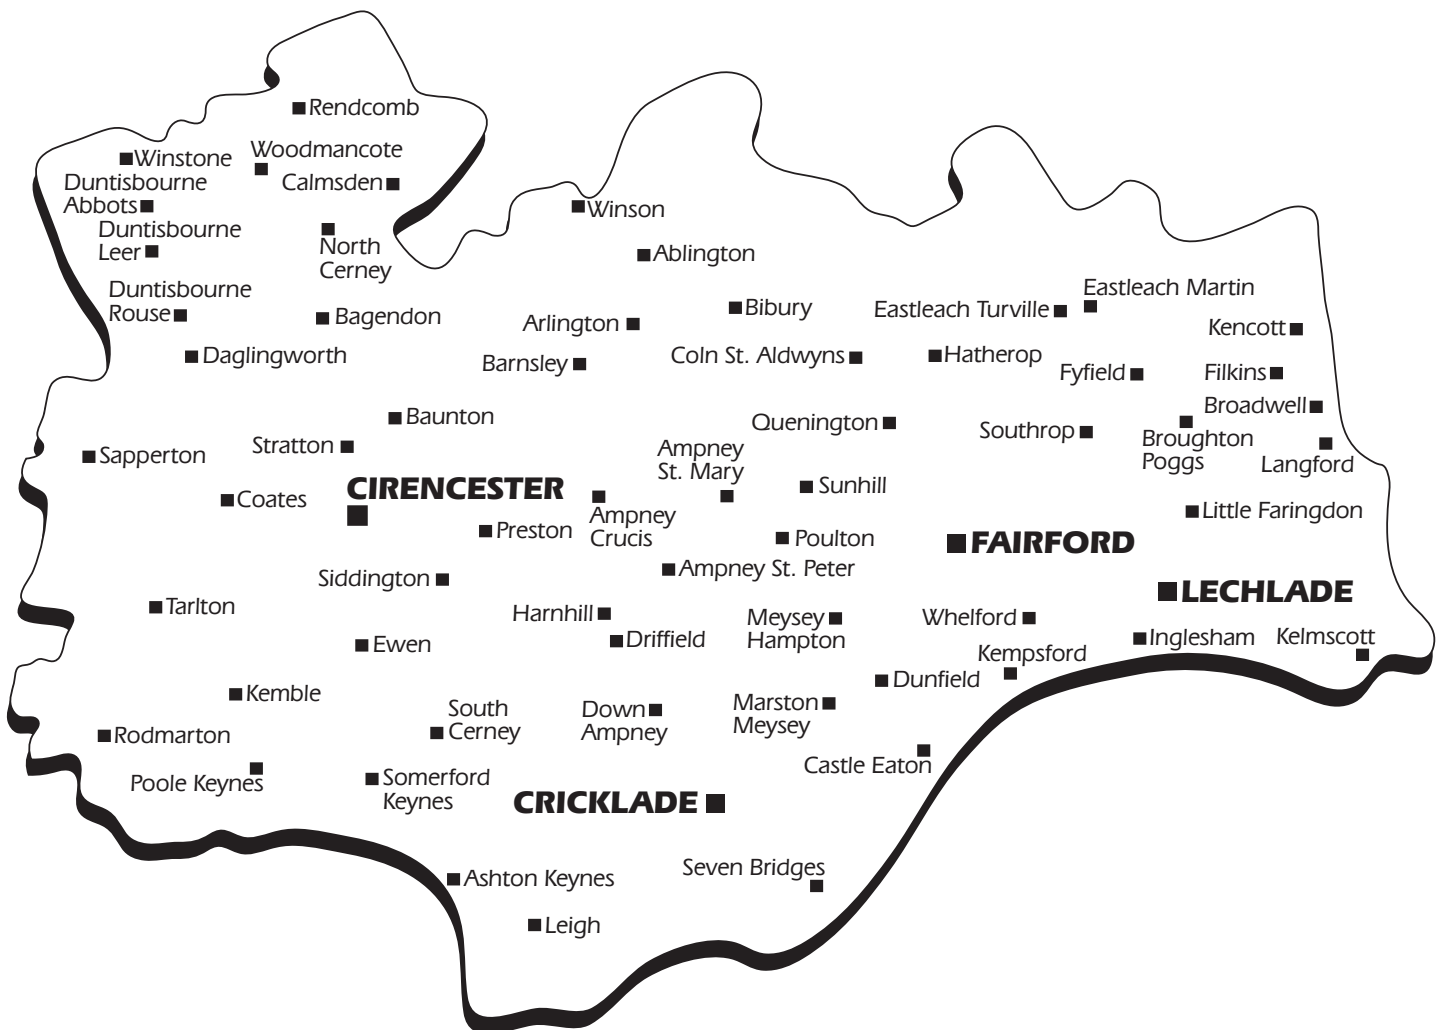 Rendcomb
Woodmancote
Winstone
Calmsden
Duntisbourne
Abbots
Winson
Duntisbourne
Leer
North
Cerney
Ablington
Duntisbourne
Rouse
Bagendon
Arlington
Bibury
Eastleach Turville
Eastleach Martin
Kencott
Daglingworth
Barnsley
Coln St. Aldwyns
Hatherop
Fyfield
Filkins
Broadwell
Baunton
Quenington
Southrop
Broughton
Poggs
Langford
Stratton
Sapperton
Ampney
St. Mary
Sunhill
CIRENCESTER
Coates
Ampney
Crucis
Little Faringdon
Preston
Poulton
FAIRFORD
Siddington
Ampney St. Peter
LECHLADE
Tarlton
Harnhill
Meysey
Hampton
Whelford
Driffield
Inglesham
Kelmscott
Ewen
Kempsford
Dunfield
Kemble
South
Cerney
Down
Ampney
Marston
Meysey
Rodmarton
Castle Eaton
Poole Keynes
Somerford
Keynes
CRICKLADE
Seven Bridges
Ashton Keynes
Leigh